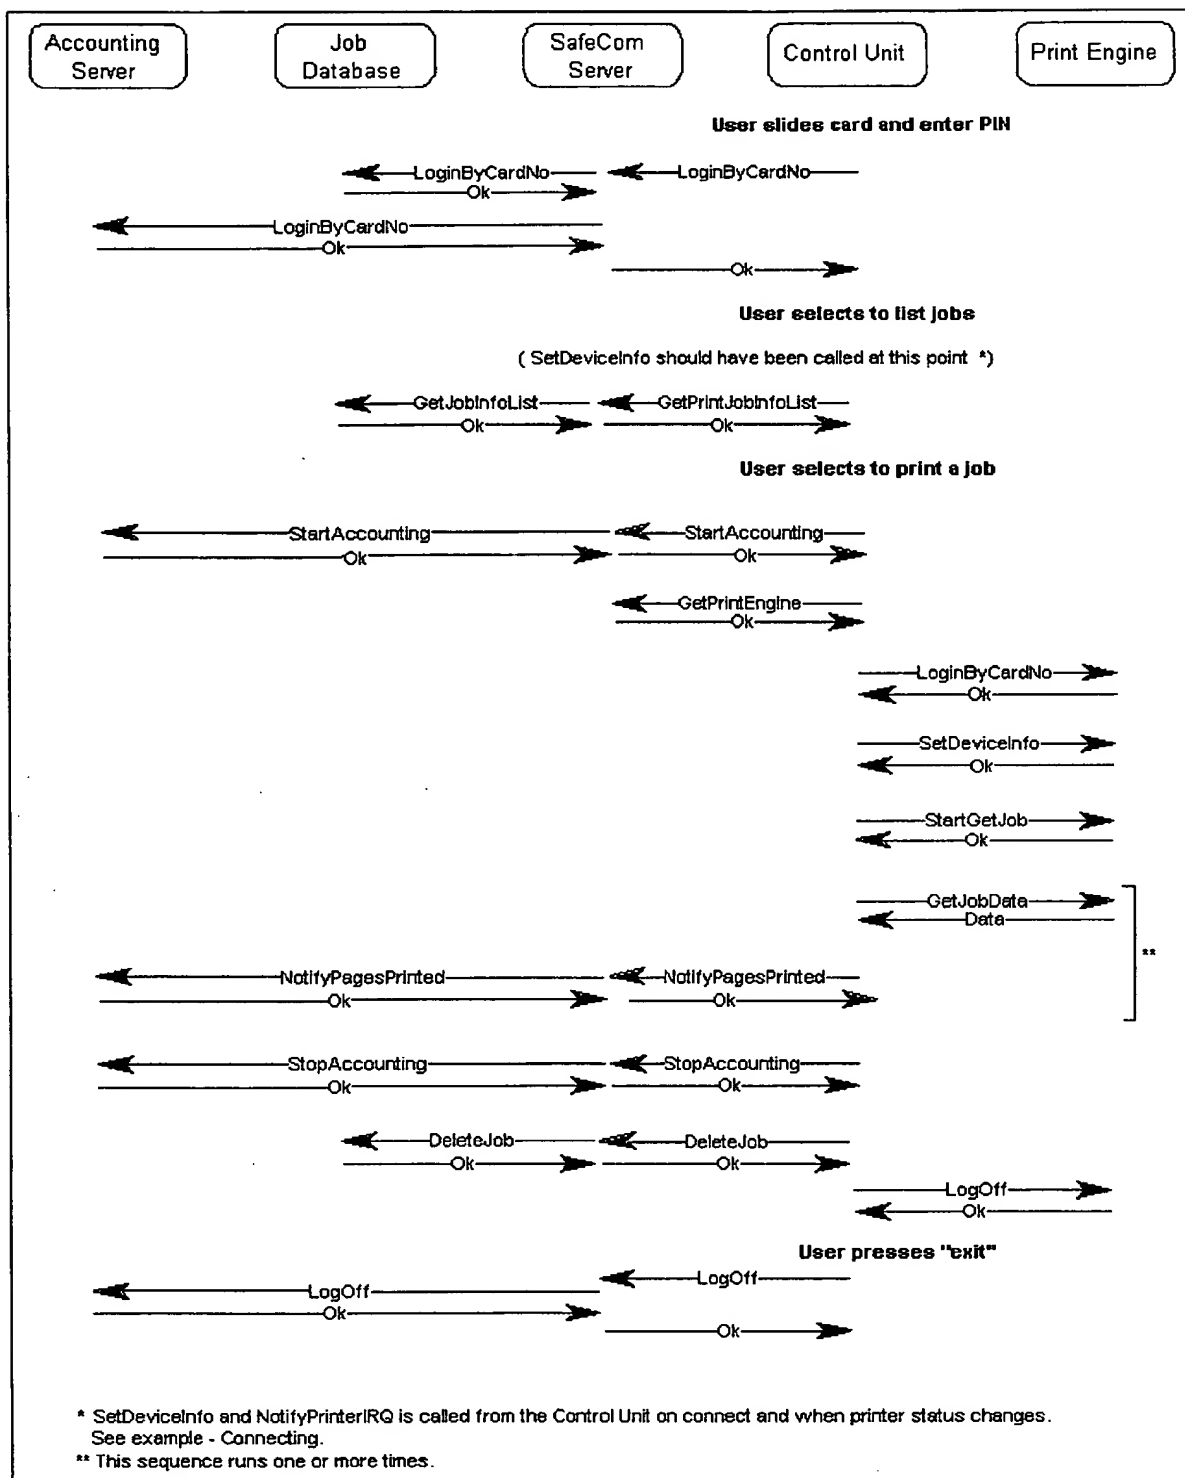 Accounting Server
Job Database
SafeCom Server
Control Unit
Print Engine
User slides card and enter PIN
LoginByCardNo
LoginByCardNo
Ok
LoginByCardNo
Ok
Ok
User selects to list jobs
( SetDeviceInfo should have been called at this point *)
GetJobInfoList
GetPrintJobInfoList
Ok
Ok
User selects to print a job
StartAccounting
StartAccounting
Ok
Ok
GetPrintEngine
Ok
LoginByCardNo
Ok
SetDeviceInfo
Ok
StartGetJob
Ok
GetJobData
Data
**
NotifyPagesPrinted
NotifyPagesPrinted
Ok
Ok
StopAccounting
StopAccounting
Ok
Ok
DeleteJob
DeleteJob
Ok
Ok
LogOff
Ok
User presses "exit"
LogOff
LogOff
Ok
Ok
* SetDeviceInfo and NotifyPrinterIRQ is called from the Control Unit on connect and when printer status changes.
See example - Connecting.
** This sequence runs one or more times.